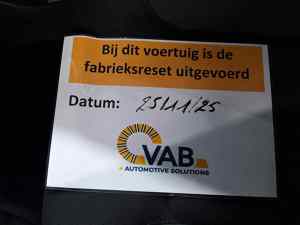 Bij dit voertuig is de
fabrieksreset uitgevoerd
Datum: 25/11/25
VAB
AUTOMOTIVE SOLUTIONS